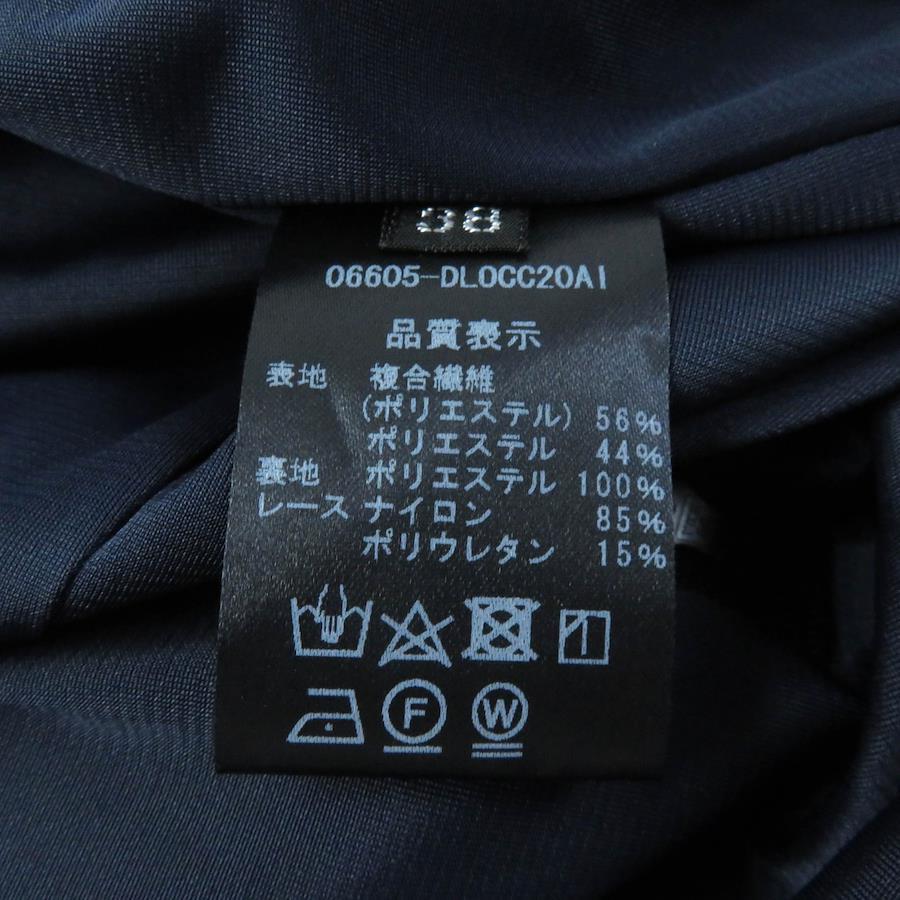 38
06605-DL0CC20AI
品質表示
表地 複合繊維
(ポリエステル) 56%
ポリエステル 44%
裏地 ポリエステル 100%
レース ナイロン 85%
ポリウレタン 15%
F W